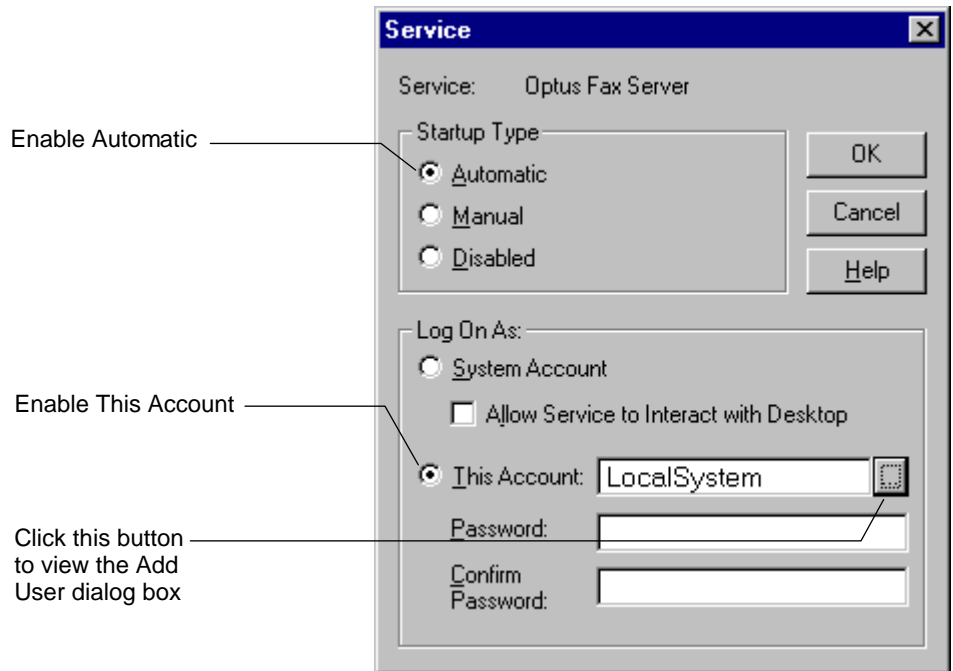 Service
Service: Optus Fax Server
Enable Automatic
Startup Type
Automatic
Manual
Disabled
OK
Cancel
Help
Log On As:
System Account
Allow Service to Interact with Desktop
Enable This Account
This Account: LocalSystem
Click this button
to view the Add
User dialog box
Password:
Confirm
Password: